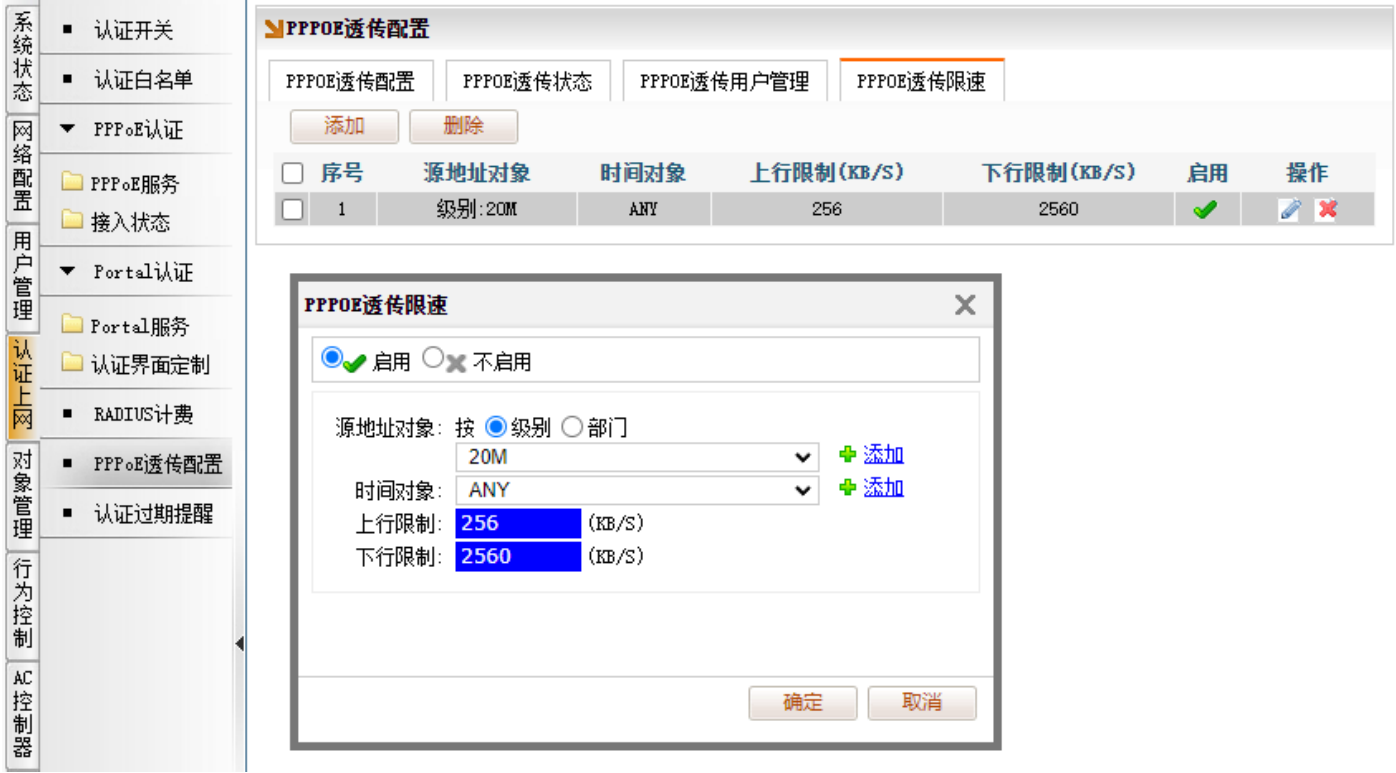 系统状态
网络配置
用户管理
认证上网
对象管理
行为控制
AC控制器
认证开关
认证白名单
PPPoE认证
PPPoE服务
接入状态
Portal认证
Portal服务
认证界面定制
RADIUS计费
PPPoE透传配置
认证过期提醒
PPPOE透传配置
PPPOE透传配置 PPPOE透传状态 PPPOE透传用户管理 PPPOE透传限速
添加 删除
序号 源地址对象 时间对象 上行限制(KB/S) 下行限制(KB/S) 启用 操作
1 级别:20M ANY 256 2560
PPPOE透传限速
启用 不启用
源地址对象: 按 级别 部门
20M 添加
时间对象: ANY 添加
上行限制: 256 (KB/S)
下行限制: 2560 (KB/S)
确定 取消